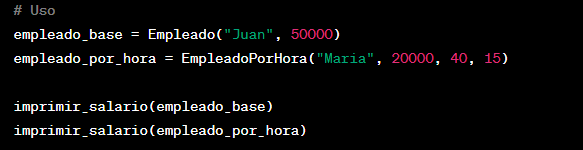 # Uso
empleado_base = Empleado("Juan", 50000)
empleado_por_hora = EmpleadoPorHora("Maria", 20000, 40, 15)
imprimir_salario(empleado_base)
imprimir_salario(empleado_por_hora)